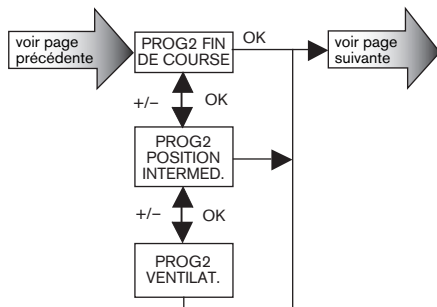 voir page
précédente
PROG2 FIN
DE COURSE
OK
voir page
suivante
+/–
OK
PROG2
POSITION
INTERMED.
+/–
OK
PROG2
VENTILAT.